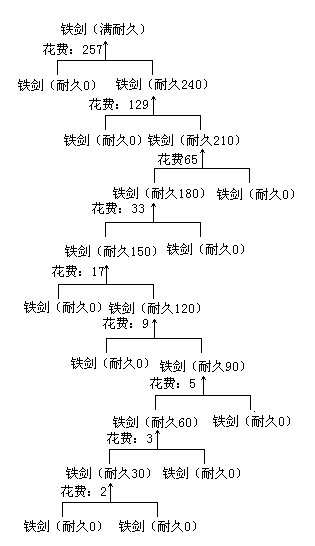 铁剑（满耐久）
花费：257
铁剑（耐久0） 铁剑（耐久240）
花费：129
铁剑（耐久0） 铁剑（耐久210）
花费65
铁剑（耐久180） 铁剑（耐久0）
花费：33
铁剑（耐久150） 铁剑（耐久0）
花费：17
铁剑（耐久0） 铁剑（耐久120）
花费：9
铁剑（耐久0） 铁剑（耐久90）
花费：5
铁剑（耐久60） 铁剑（耐久0）
花费：3
铁剑（耐久30） 铁剑（耐久0）
花费：2
铁剑（耐久0） 铁剑（耐久0）